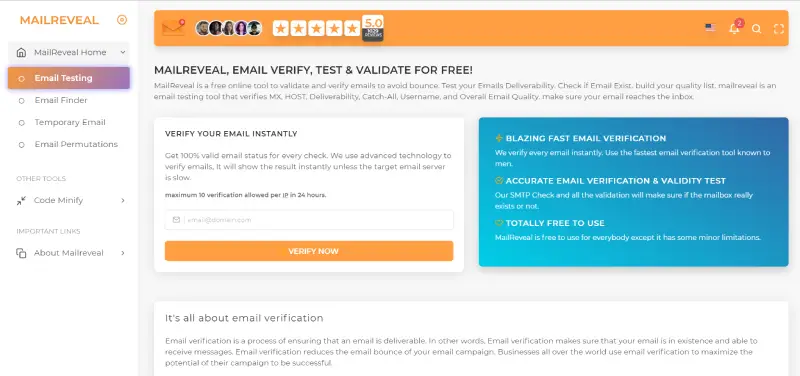 MAILREVEAL
MailReveal Home
Email Testing
Email Finder
Temporary Email
Email Permutations
OTHER TOOLS
Code Minify
IMPORTANT LINKS
About Mailreveal
5.0
1029
REVIEWS
2
MAILREVEAL, EMAIL VERIFY, TEST & VALIDATE FOR FREE!
MailReveal is a free online tool to validate and verify emails to avoid bounce. Test your Emails Deliverability. Check if Email Exist. build your quality list. mailreveal is an
email testing tool that verifies MX, HOST, Deliverability, Catch-All, Username, and Overall Email Quality. make sure your email reaches the inbox.
VERIFY YOUR EMAIL INSTANTLY
Get 100% valid email status for every check. We use advanced technology
to verify emails, It will show the result instantly unless the target email server
is slow.
maximum 10 verification allowed per IP in 24 hours.
email@domain.com
VERIFY NOW
BLAZING FAST EMAIL VERIFICATION
We verify every email instantly. Use the fastest email verification tool known to
men.
ACCURATE EMAIL VERIFICATION & VALIDITY TEST
Our SMTP Check and all the validation will make sure if the mailbox really
exists or not.
TOTALLY FREE TO USE
MailReveal is free to use for everybody except it has some minor limitations.
It's all about email verification
Email verification is a process of ensuring that an email is deliverable. In other words, Email verification makes sure that your email is in existence and able to
receive messages. Email verification reduces the email bounce of your email campaign. Businesses all over the world use email verification to maximize the
potential of their campaign to be successful.